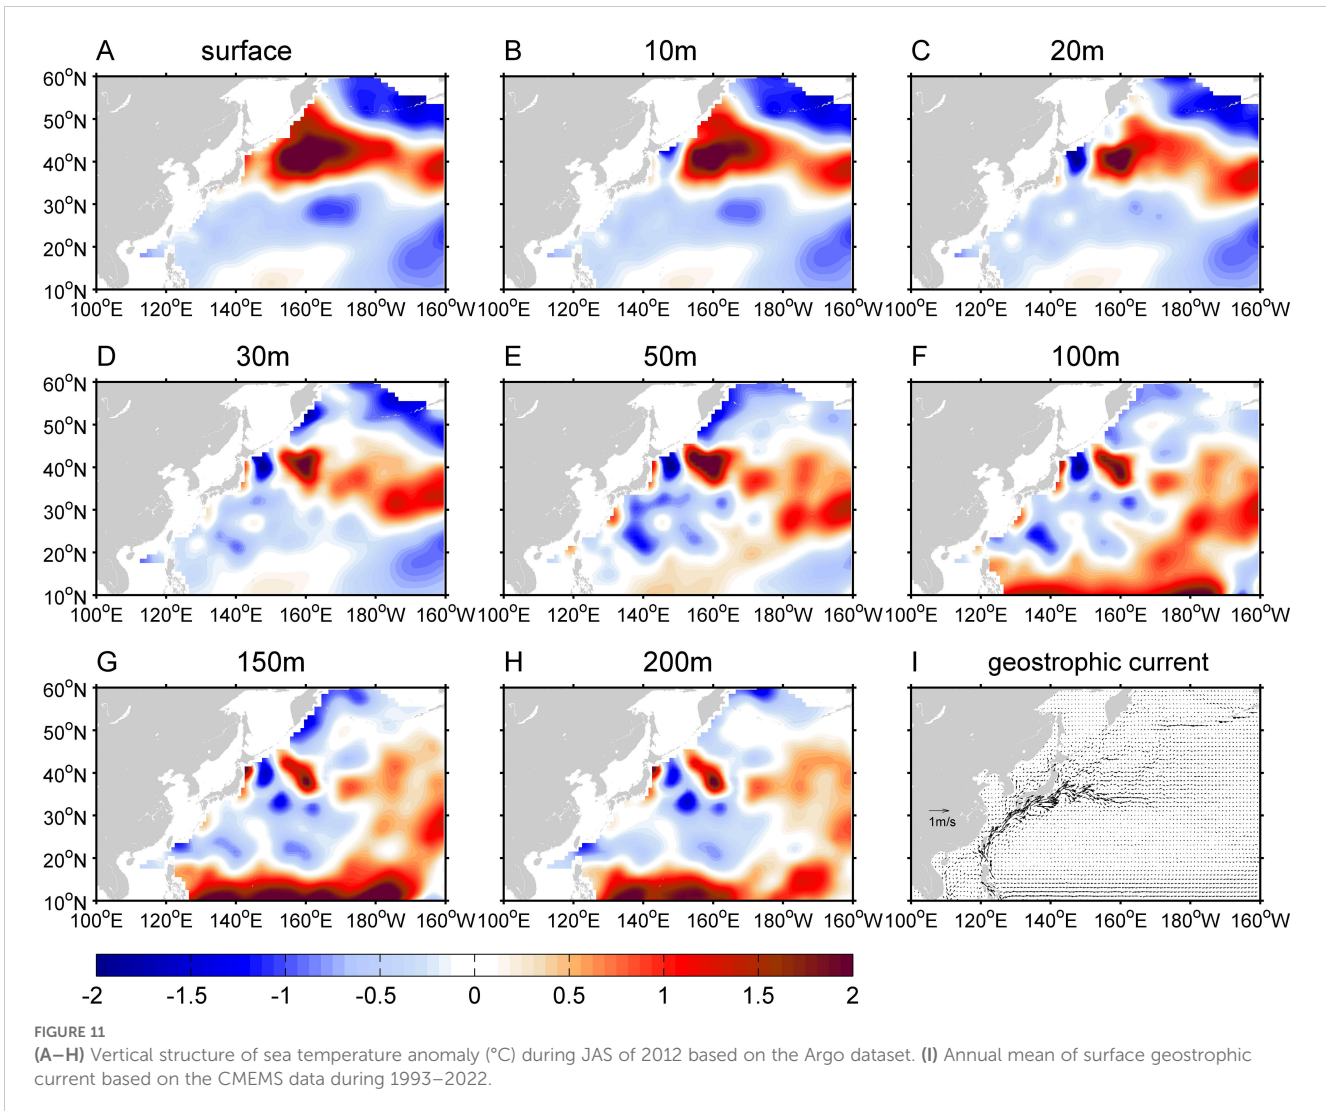 A surface B 10m C 20m
60°N
50°N
40°N
30°N
20°N
10°N
100°E 120°E 140°E 160°E 180°W 160°W 100°E 120°E 140°E 160°E 180°W 160°W 100°E 120°E 140°E 160°E 180°W 160°W
D 30m E 50m F 100m
60°N
50°N
40°N
30°N
20°N
10°N
100°E 120°E 140°E 160°E 180°W 160°W 100°E 120°E 140°E 160°E 180°W 160°W 100°E 120°E 140°E 160°E 180°W 160°W
G 150m H 200m I geostrophic current
60°N
50°N
40°N
30°N
20°N
10°N
1m/s
100°E 120°E 140°E 160°E 180°W 160°W 100°E 120°E 140°E 160°E 180°W 160°W 100°E 120°E 140°E 160°E 180°W 160°W
-2 -1.5 -1 -0.5 0 0.5 1 1.5 2
FIGURE 11
(A–H) Vertical structure of sea temperature anomaly (°C) during JAS of 2012 based on the Argo dataset. (I) Annual mean of surface geostrophic
current based on the CMEMS data during 1993–2022.